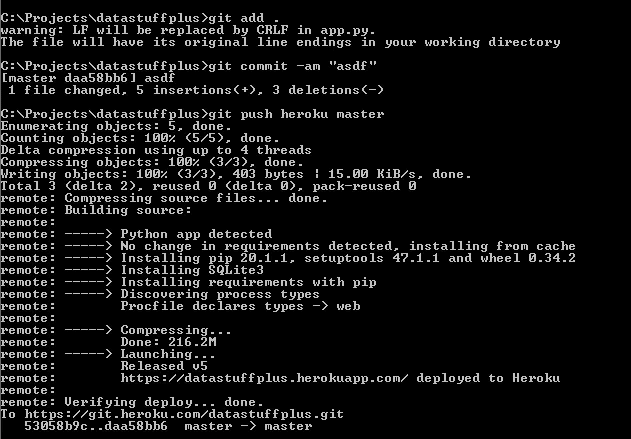 C:\Projects\datastuffplus>git add .
warning: LF will be replaced by CRLF in app.py.
The file will have its original line endings in your working directory
C:\Projects\datastuffplus>git commit -am "asdf"
[master daa58bb6] asdf
 1 file changed, 5 insertions(+), 3 deletions(-)
C:\Projects\datastuffplus>git push heroku master
Enumerating objects: 5, done.
Counting objects: 100% (5/5), done.
Delta compression using up to 4 threads
Compressing objects: 100% (3/3), done.
Writing objects: 100% (3/3), 403 bytes ¦ 15.00 KiB/s, done.
Total 3 (delta 2), reused 0 (delta 0), pack-reused 0
remote: Compressing source files... done.
remote: Building source:
remote:
remote: -----> Python app detected
remote: -----> No change in requirements detected, installing from cache
remote: -----> Installing pip 20.1.1, setuptools 47.1.1 and wheel 0.34.2
remote: -----> Installing SQLite3
remote: -----> Installing requirements with pip
remote: -----> Discovering process types
remote:        Procfile declares types -> web
remote:
remote: -----> Compressing...
remote:        Done: 216.2M
remote: -----> Launching...
remote:        Released v5
remote:        https://datastuffplus.herokuapp.com/ deployed to Heroku
remote:
remote: Verifying deploy... done.
To https://git.heroku.com/datastuffplus.git
   53058b9c..daa58bb6  master -> master